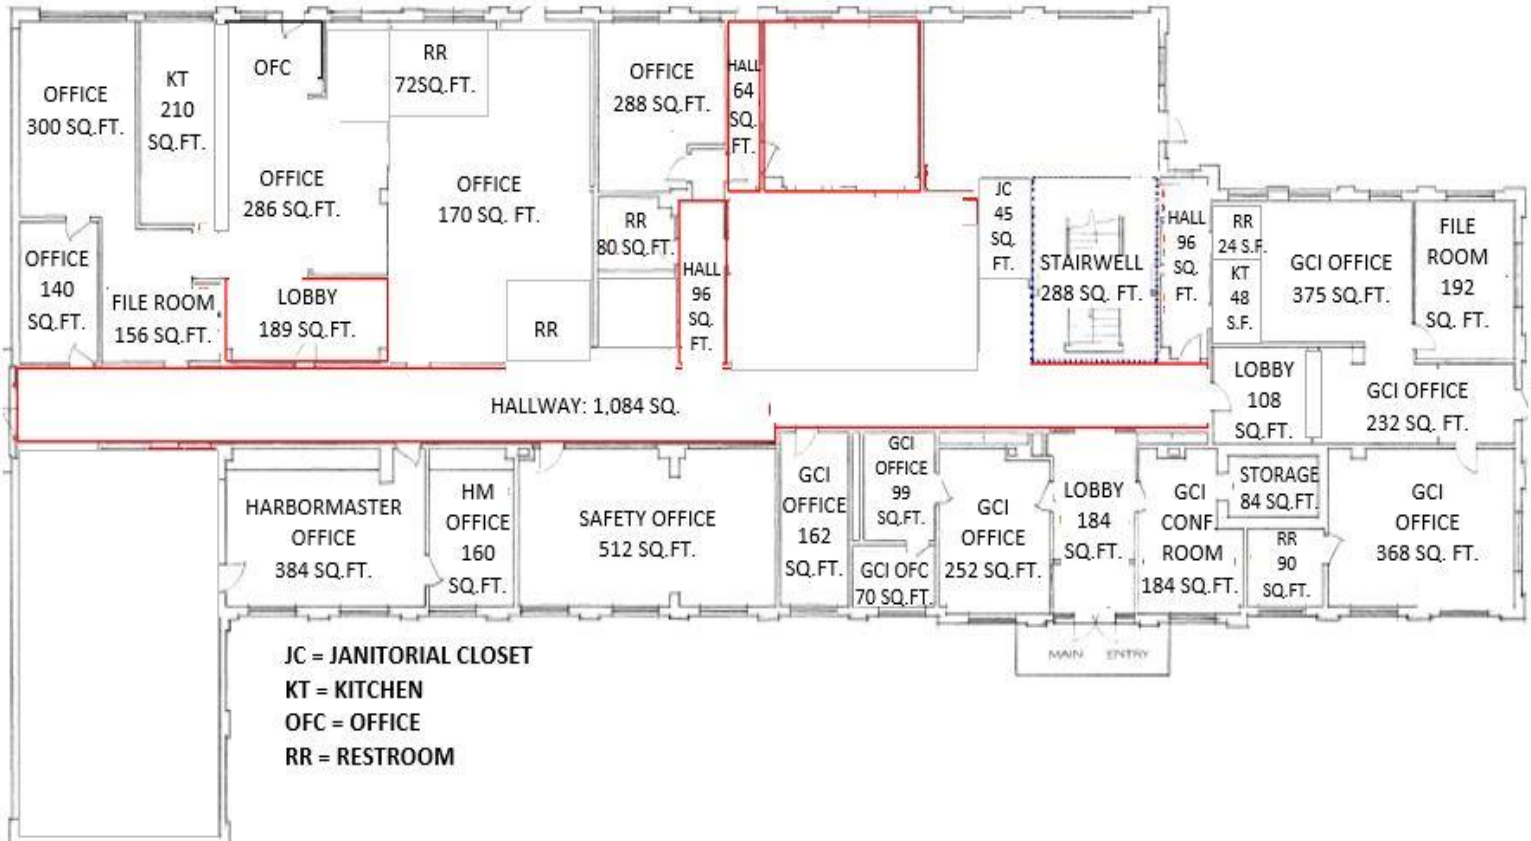 OFFICE
300 SQ.FT.
KT
210
SQ.FT.
OFC
RR
72SQ.FT.
OFFICE
286 SQ.FT.
OFFICE
170 SQ. FT.
OFFICE
288 SQ.FT.
HALL
64
SQ.
FT.
OFFICE
140
SQ.FT.
FILE ROOM
156 SQ.FT.
LOBBY
189 SQ.FT.
RR
RR
80 SQ.FT.
HALL
96
SQ.
FT.
JC
45
SQ.
FT.
STAIRWELL
288 SQ. FT.
HALL
96
SQ.
FT.
RR
24 S.F.
KT
48
S.F.
GCI OFFICE
375 SQ.FT.
FILE
ROOM
192
SQ. FT.
HALLWAY: 1,084 SQ.
LOBBY
108
SQ.FT.
GCI OFFICE
232 SQ. FT.
HARBORMASTER
OFFICE
384 SQ.FT.
HM
OFFICE
160
SQ.FT.
SAFETY OFFICE
512 SQ.FT.
GCI
OFFICE
162
SQ.FT.
GCI
OFFICE
99
SQ.FT.
GCI OFC
70 SQ.FT.
GCI
OFFICE
252 SQ.FT.
LOBBY
184
SQ.FT.
GCI
CONF.
ROOM
184 SQ.FT.
STORAGE
84 SQ.FT.
RR
90
SQ.FT.
GCI
OFFICE
368 SQ. FT.
MAIN ENTRY
JC = JANITORIAL CLOSET
KT = KITCHEN
OFC = OFFICE
RR = RESTROOM